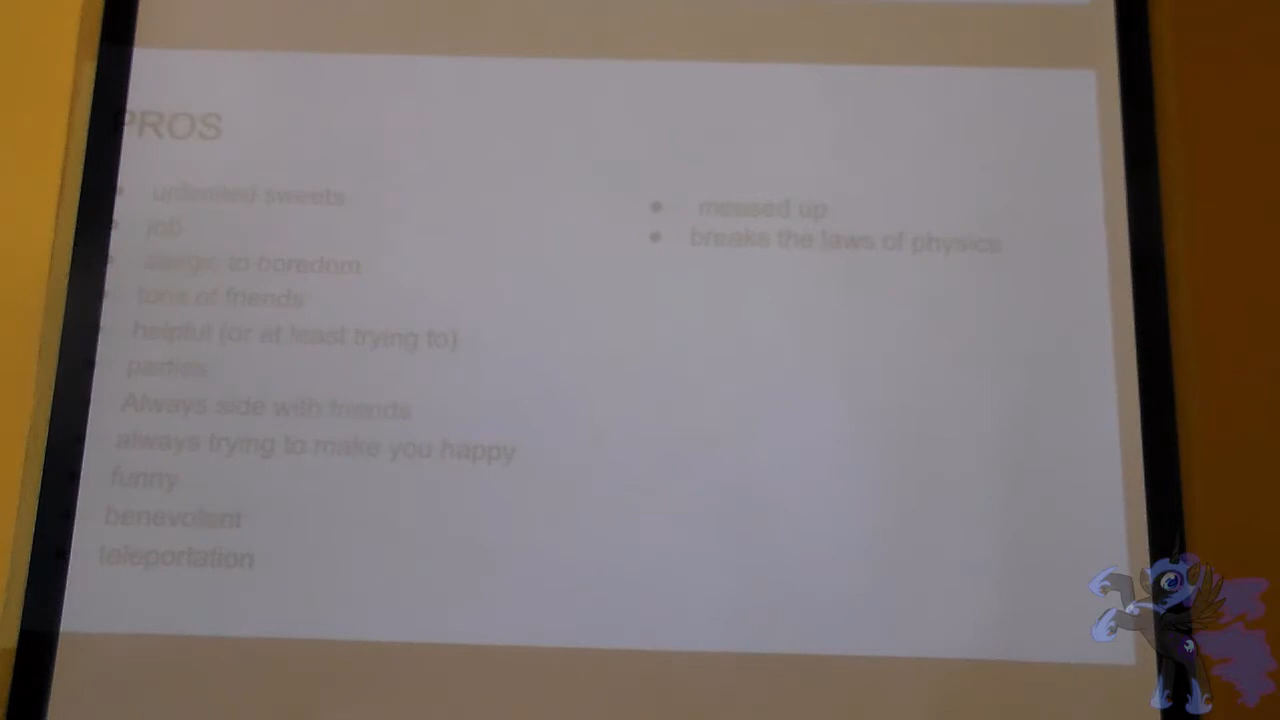 PROS
unlimited sweets
job
allergic to boredom
tons of friends
helpful (or at least trying to)
parties
Always side with friends
always trying to make you happy
funny
benevolent
teleportation
messed up
breaks the laws of physics